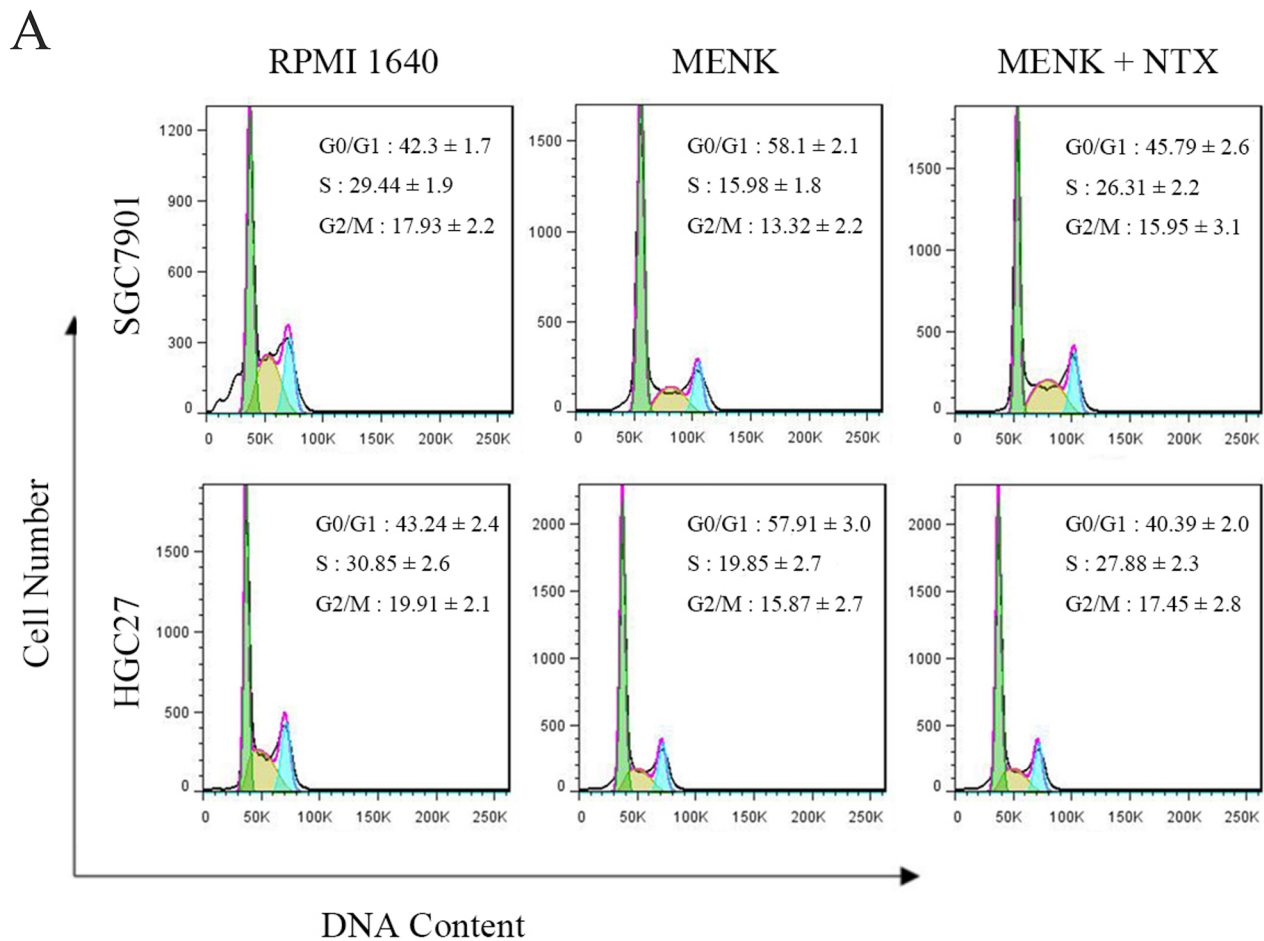 A
RPMI 1640
MENK
MENK + NTX
SGC7901
1200
900
600
300
0
G0/G1 : 42.3 ± 1.7
S : 29.44 ± 1.9
G2/M : 17.93 ± 2.2
0 50K 100K 150K 200K 250K
1500
1000
500
0
G0/G1 : 58.1 ± 2.1
S : 15.98 ± 1.8
G2/M : 13.32 ± 2.2
0 50K 100K 150K 200K 250K
1500
1000
500
0
G0/G1 : 45.79 ± 2.6
S : 26.31 ± 2.2
G2/M : 15.95 ± 3.1
0 50K 100K 150K 200K 250K
HGC27
1500
1000
500
0
G0/G1 : 43.24 ± 2.4
S : 30.85 ± 2.6
G2/M : 19.91 ± 2.1
0 50K 100K 150K 200K 250K
2000
1500
1000
500
0
G0/G1 : 57.91 ± 3.0
S : 19.85 ± 2.7
G2/M : 15.87 ± 2.7
0 50K 100K 150K 200K 250K
2000
1500
1000
500
0
G0/G1 : 40.39 ± 2.0
S : 27.88 ± 2.3
G2/M : 17.45 ± 2.8
0 50K 100K 150K 200K 250K
Cell Number
DNA Content